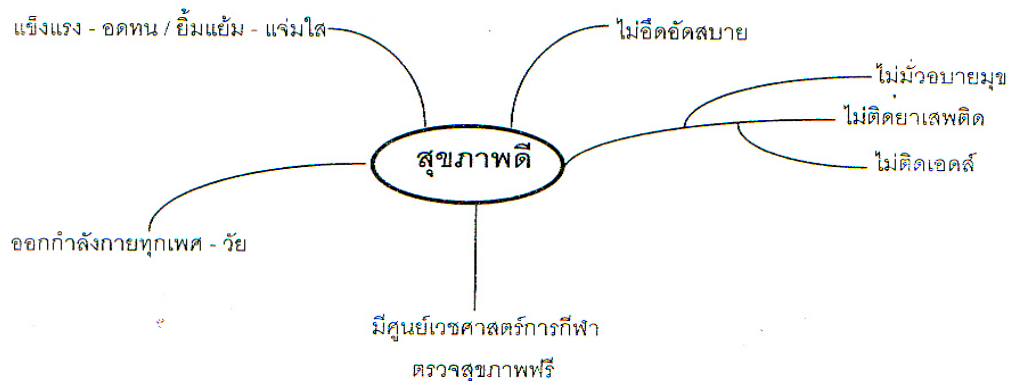 แข็งแรง - อดทน / ยิ้มแย้ม - แจ่มใส
ไม่อึดอัดสบาย
ไม่มั่วอบายมุข
ไม่ติดยาเสพติด
สุขภาพดี
ไม่ติดเอดส์
ออกกำลังกายทุกเพศ - วัย
มีศูนย์เวชศาสตร์การกีฬา
ตรวจสุขภาพฟรี